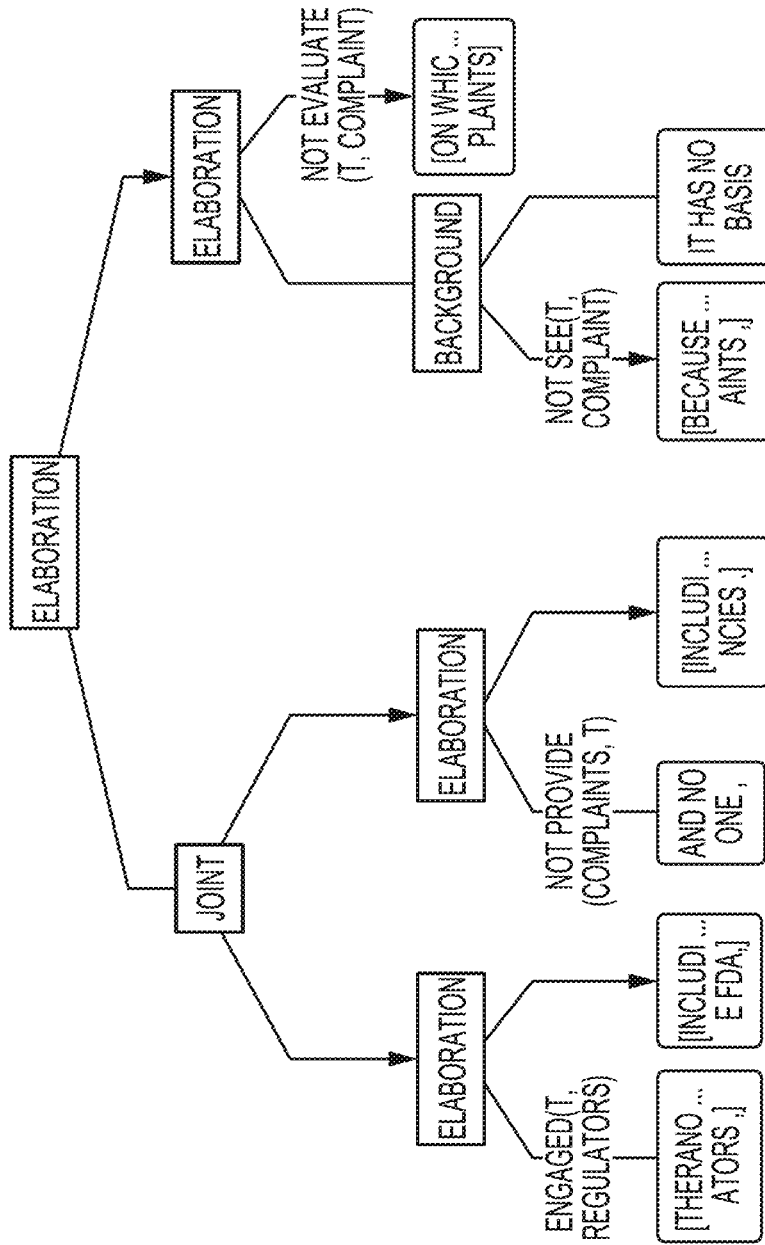 ELABORATION
JOINT
ELABORATION
ELABORATION
ELABORATION
BACKGROUND
NOT EVALUATE
(T, COMPLAINT)
[ON WHIC ...
PLAINTS]
ENGAGED(T,
REGULATORS)
NOT PROVIDE
(COMPLAINTS, T)
NOT SEE(T,
COMPLAINT)
[THERANO ...
ATORS ,]
[INCLUDI ...
E FDA,]
AND NO
ONE ,
[INCLUDI ...
NCIES ,]
[BECAUSE ...
AINTS ,]
IT HAS NO
BASIS